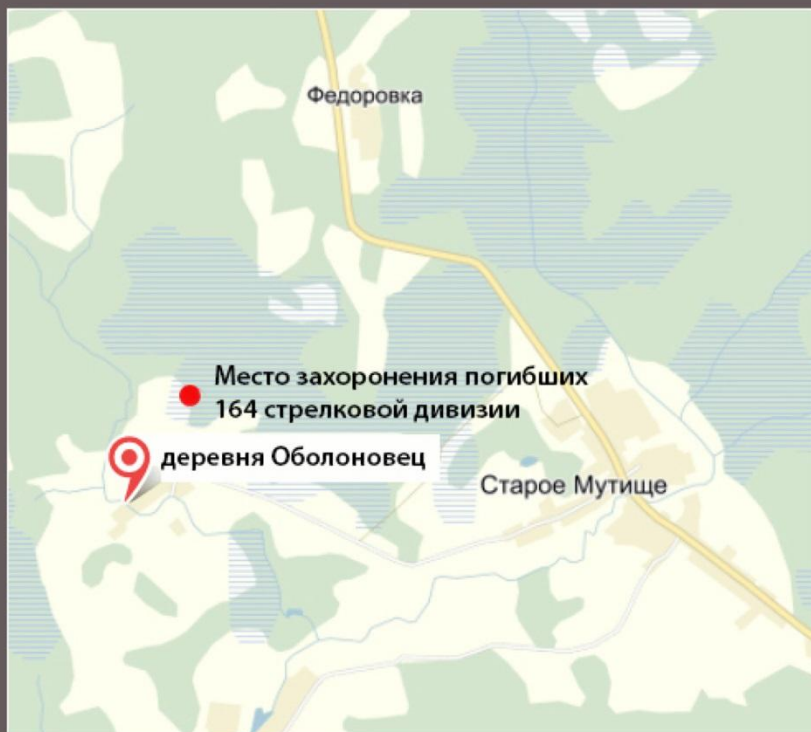 Федоровка
Место захоронения погибших
164 стрелковой дивизии
деревня Оболоновец
Старое Мутище